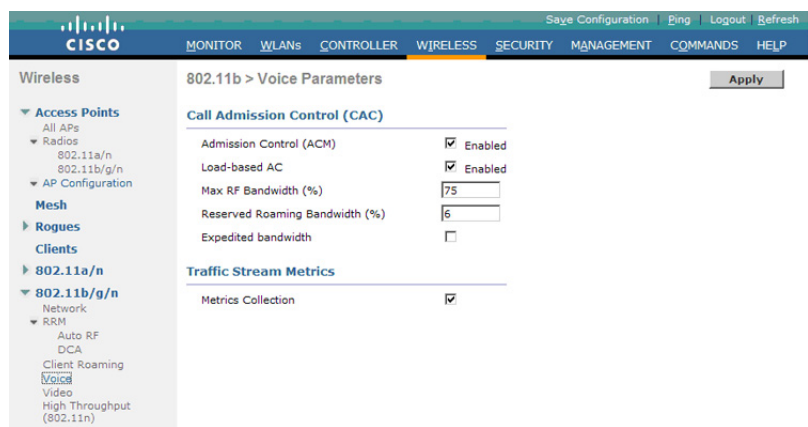 Save Configuration | Ping | Logout | Refresh
CISCO
MONITOR WLANs CONTROLLER WIRELESS SECURITY MANAGEMENT COMMANDS HELP
Wireless
Access Points
All APs
Radios
802.11a/n
802.11b/g/n
AP Configuration
Mesh
Rogues
Clients
802.11a/n
802.11b/g/n
Network
RRM
Auto RF
DCA
Client Roaming
Voice
Video
High Throughput
(802.11n)
802.11b > Voice Parameters
Apply
Call Admission Control (CAC)
Admission Control (ACM) Enabled
Load-based AC Enabled
Max RF Bandwidth (%) 75
Reserved Roaming Bandwidth (%) 6
Expedited bandwidth
Traffic Stream Metrics
Metrics Collection